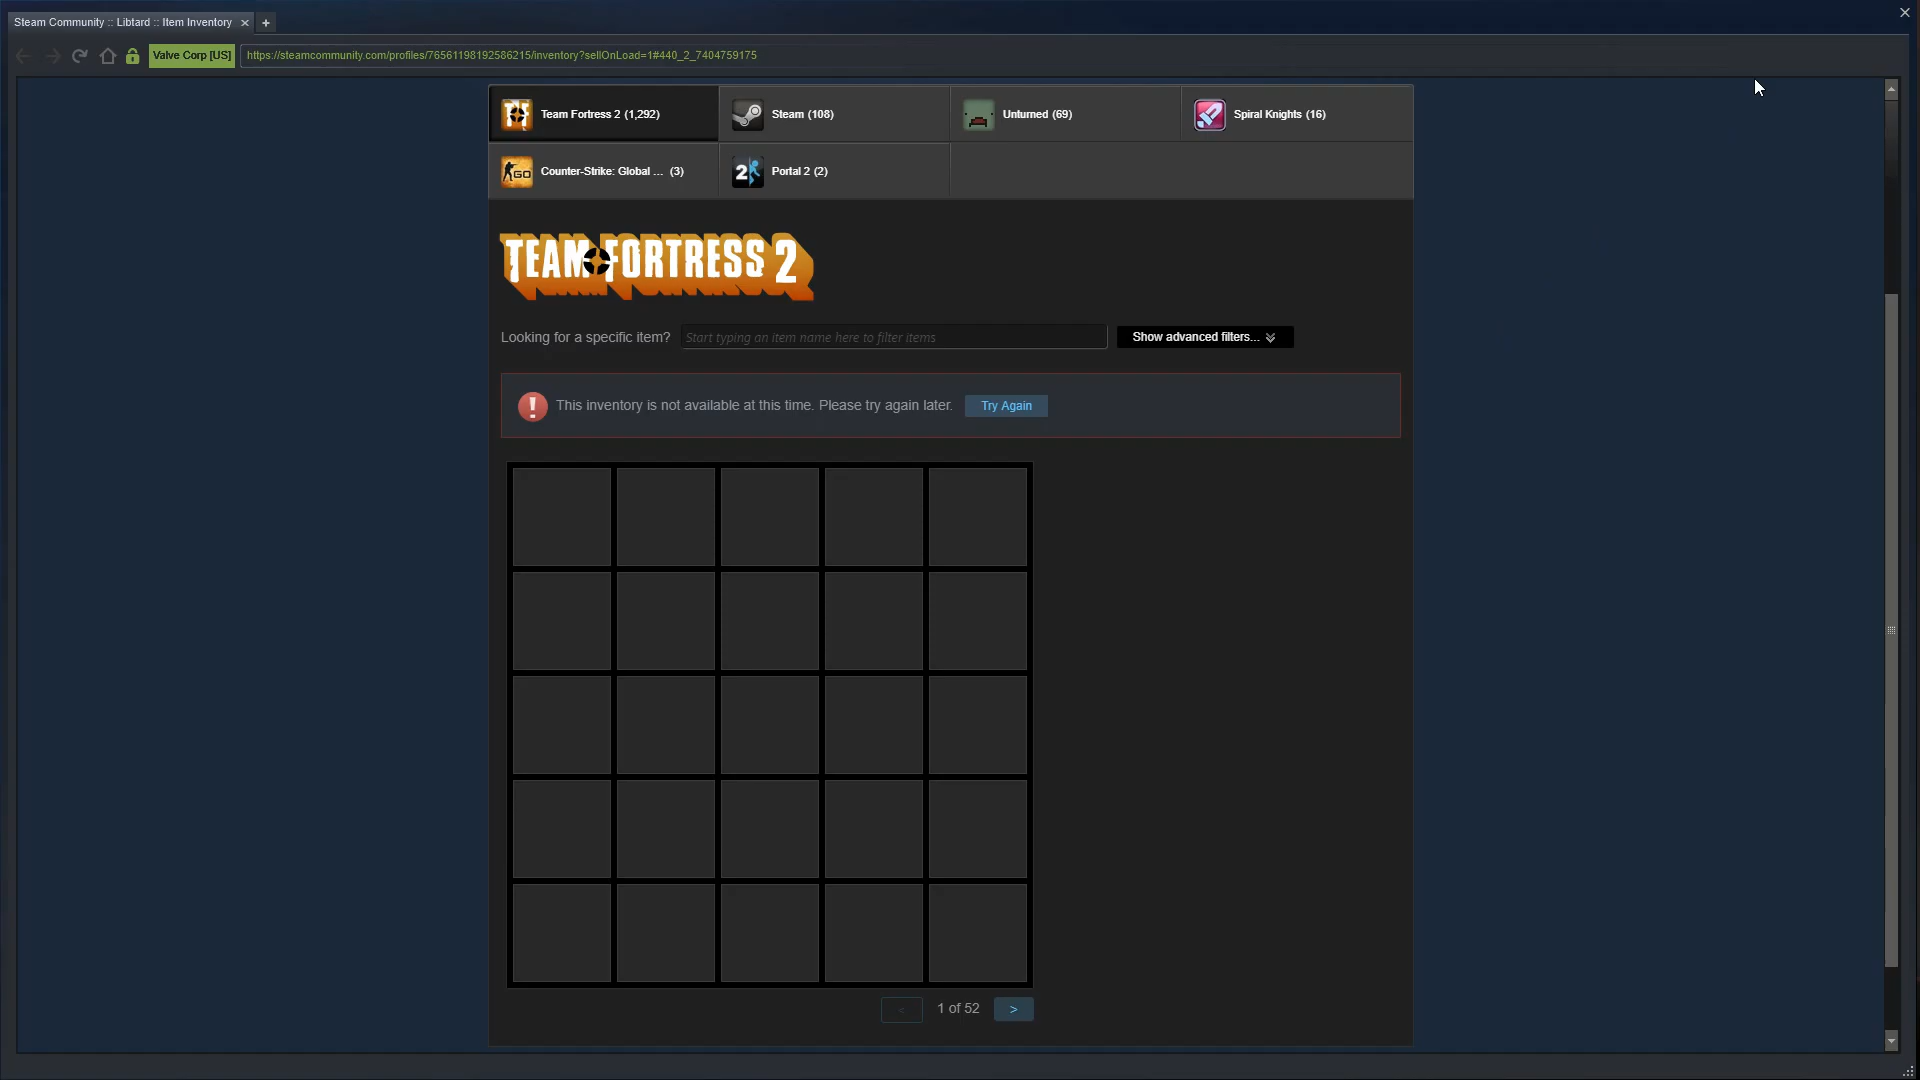 Steam Community :: Libtard :: Item Inventory
Valve Corp [US]
https://steamcommunity.com/profiles/76561198192586215/inventory?sellOnLoad=1#440_2_7404759175
Team Fortress 2 (1,292)
Steam (108)
Unturned (69)
Spiral Knights (16)
GO
Counter-Strike: Global ... (3)
2
Portal 2 (2)
TEAM FORTRESS 2
Looking for a specific item?
Start typing an item name here to filter items
Show advanced filters...
This inventory is not available at this time. Please try again later.
Try Again
<
1 of 52
>